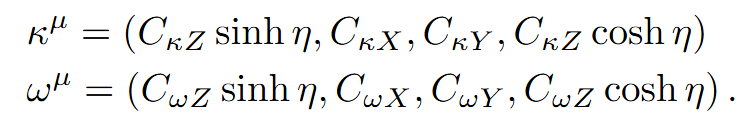 κ^μ = (C_{κZ} sinh η, C_{κX}, C_{κY}, C_{κZ} cosh η)
ω^μ = (C_{ωZ} sinh η, C_{ωX}, C_{ωY}, C_{ωZ} cosh η) .